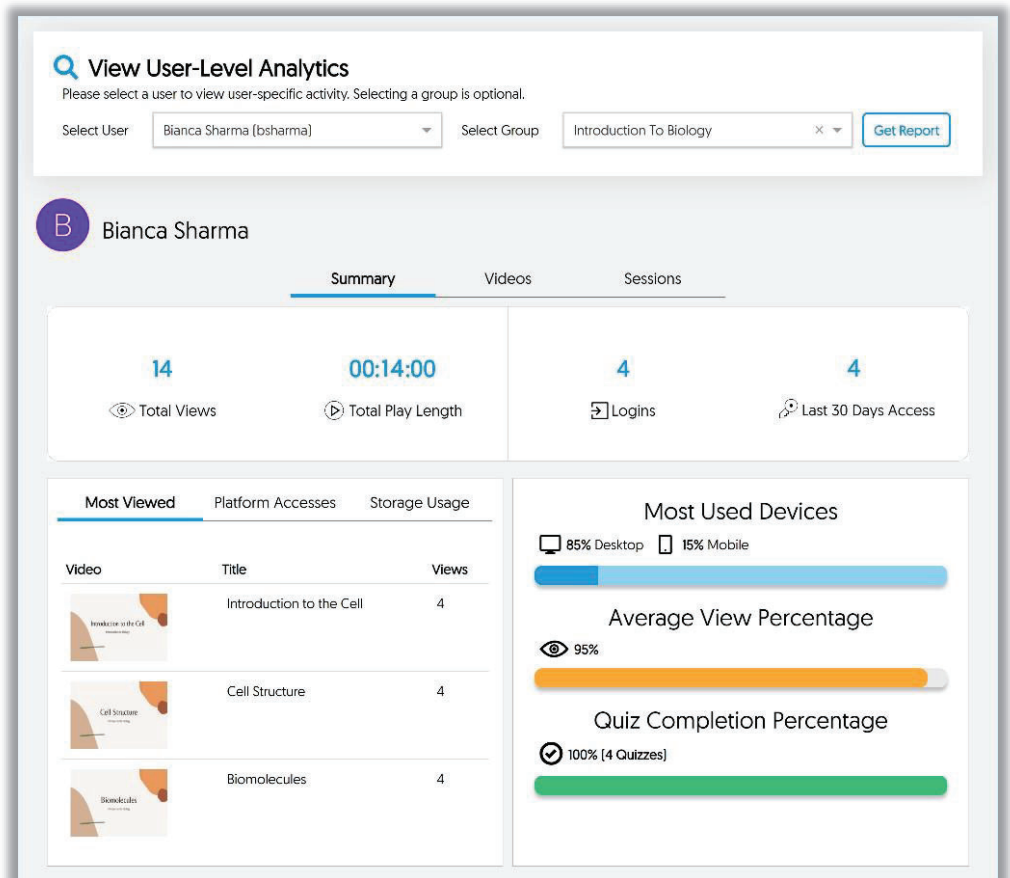 View User-Level Analytics
Please select a user to view user-specific activity. Selecting a group is optional.
Select User Bianca Sharma (bsharma) Select Group Introduction To Biology × Get Report
B Bianca Sharma
Summary Videos Sessions
14 00:14:00 4 4
Total Views Total Play Length Logins Last 30 Days Access
Most Viewed Platform Accesses Storage Usage
Video Title Views
Introduction to the Cell
Introduction to the Cell 4
Cell Structure
Cell Structure 4
Biomolecules
Biomolecules 4
Most Used Devices
85% Desktop 15% Mobile
Average View Percentage
95%
Quiz Completion Percentage
100% (4 Quizzes)